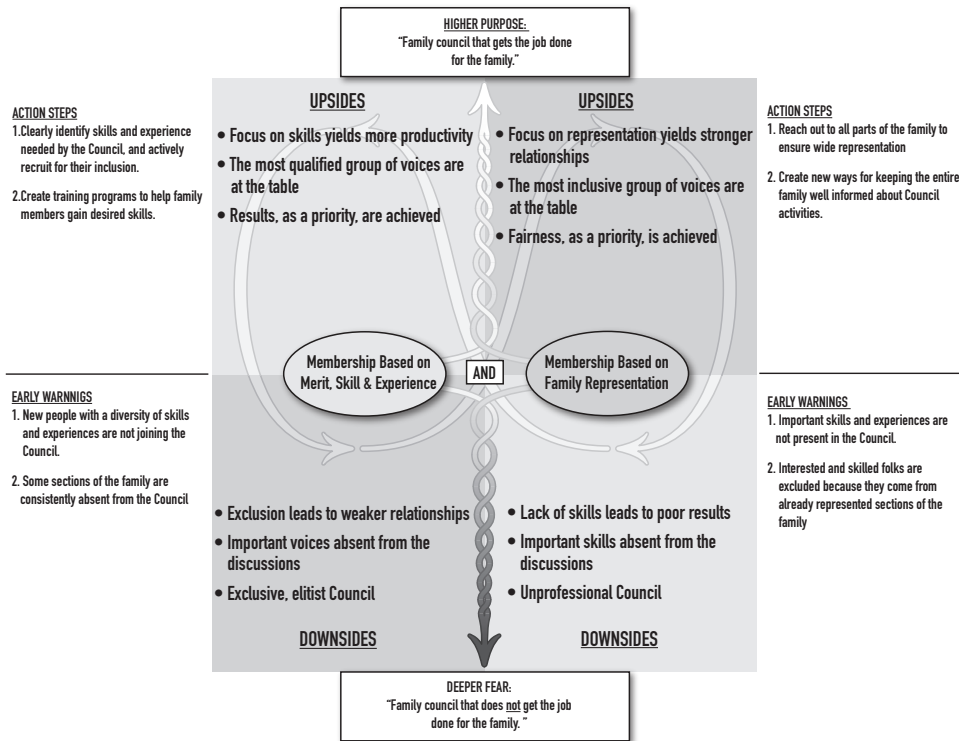 HIGHER PURPOSE:
“Family council that gets the job done
for the family.”
ACTION STEPS
1.Clearly identify skills and experience
needed by the Council, and actively
recruit for their inclusion.
2.Create training programs to help family
members gain desired skills.
UPSIDES
• Focus on skills yields more productivity
• The most qualified group of voices are
at the table
• Results, as a priority, are achieved
UPSIDES
• Focus on representation yields stronger
relationships
• The most inclusive group of voices are
at the table
• Fairness, as a priority, is achieved
ACTION STEPS
1. Reach out to all parts of the family to
ensure wide representation
2. Create new ways for keeping the entire
family well informed about Council
activities.
Membership Based on
Merit, Skill & Experience
AND
Membership Based on
Family Representation
EARLY WARNNIGS
1. New people with a diversity of skills
and experiences are not joining the
Council.
2. Some sections of the family are
consistently absent from the Council
• Exclusion leads to weaker relationships
• Important voices absent from the
discussions
• Exclusive, elitist Council
DOWNSIDES
• Lack of skills leads to poor results
• Important skills absent from the
discussions
• Unprofessional Council
DOWNSIDES
EARLY WARNINGS
1. Important skills and experiences are
not present in the Council.
2. Interested and skilled folks are
excluded because they come from
already represented sections of the
family
DEEPER FEAR:
“Family council that does not get the job
done for the family. ”